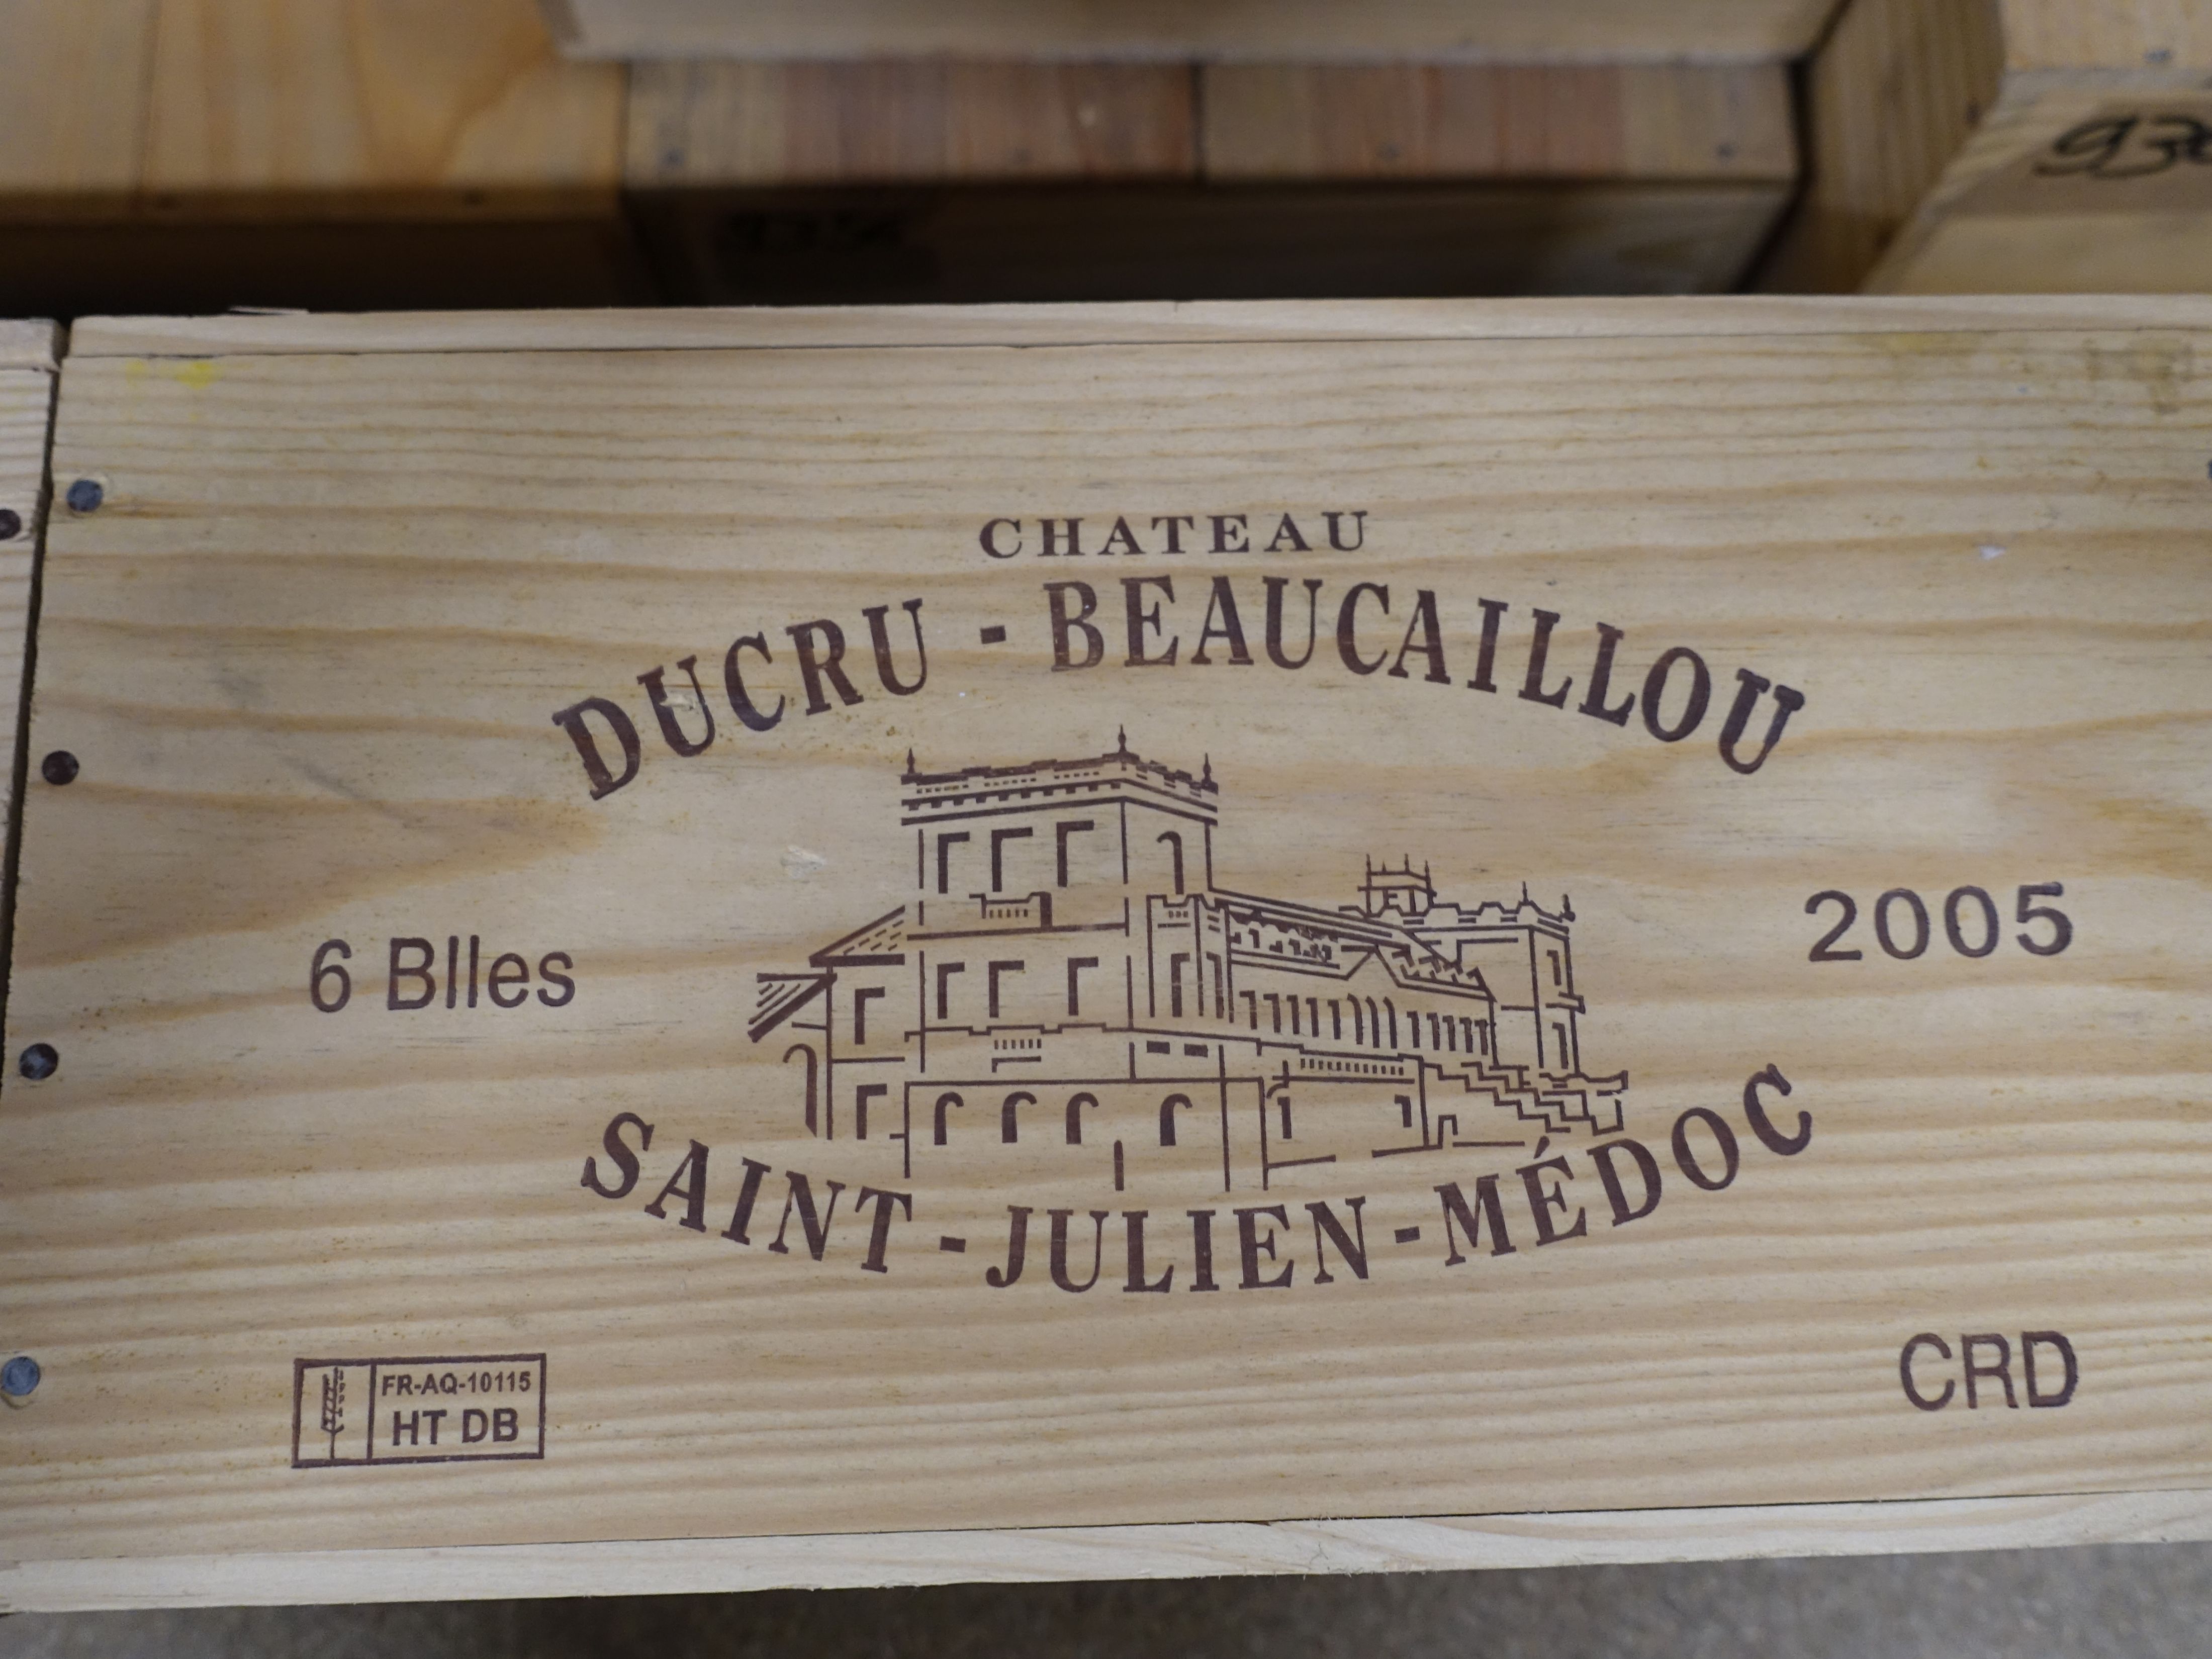 CHATEAU
DUCRU - BEAUCAILLOU
6 Blles
2005
SAINT - JULIEN - MÉDOC
FR-AQ-10115
HT DB
CRD